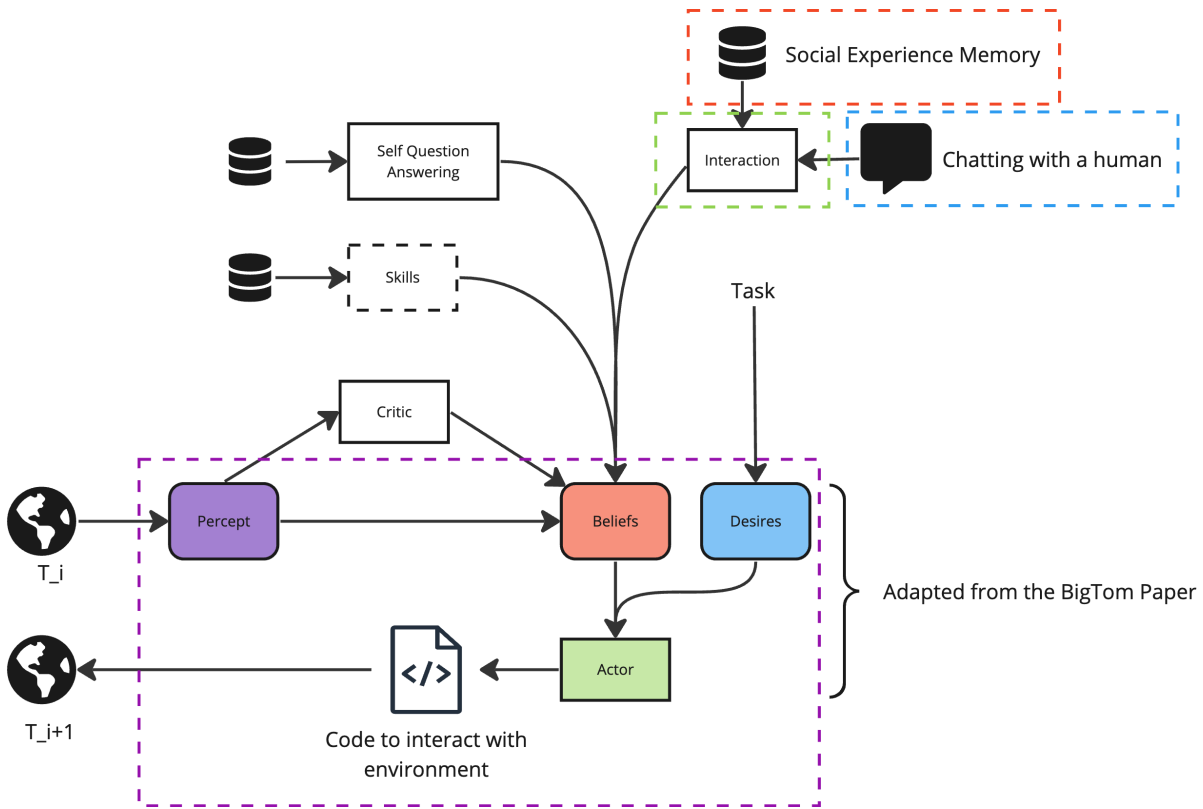 Social Experience Memory
Self Question
Answering
Interaction
Chatting with a human
Skills
Task
Critic
Percept
Beliefs
Desires
T_i
Adapted from the BigTom Paper
</>
Actor
T_i+1
Code to interact with
environment